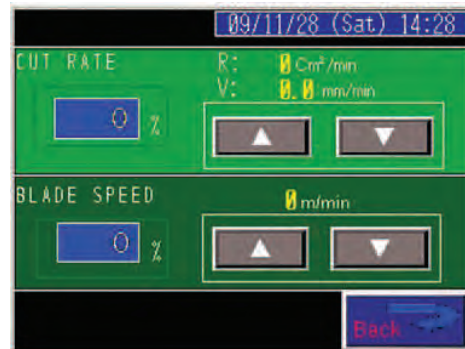 09/11/28 (Sat) 14:28
CUT RATE
R: 0 Cm²/min
V: 0.0 mm/min
0 %
BLADE SPEED
0 m/min
0 %
Back